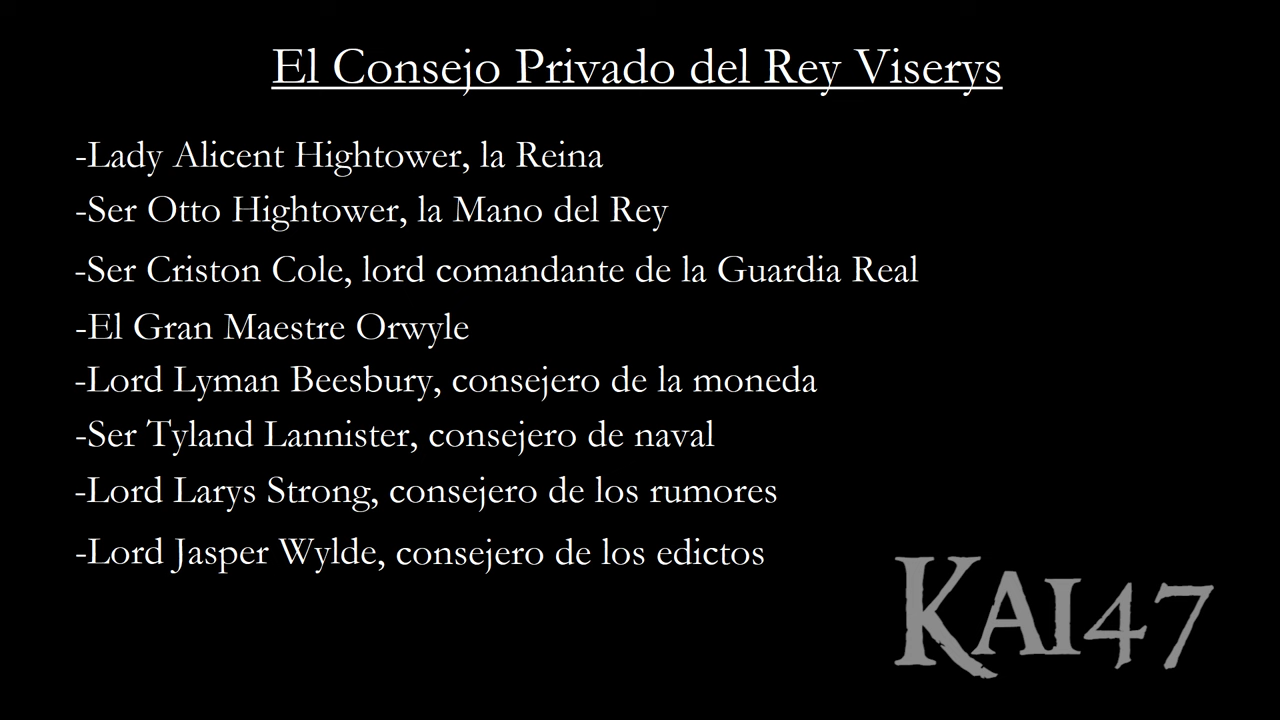 El Consejo Privado del Rey Viserys
-Lady Alicent Hightower, la Reina
-Ser Otto Hightower, la Mano del Rey
-Ser Criston Cole, lord comandante de la Guardia Real
-El Gran Maestre Orwyle
-Lord Lyman Beesbury, consejero de la moneda
-Ser Tyland Lannister, consejero de naval
-Lord Larys Strong, consejero de los rumores
-Lord Jasper Wylde, consejero de los edictos
KAI47